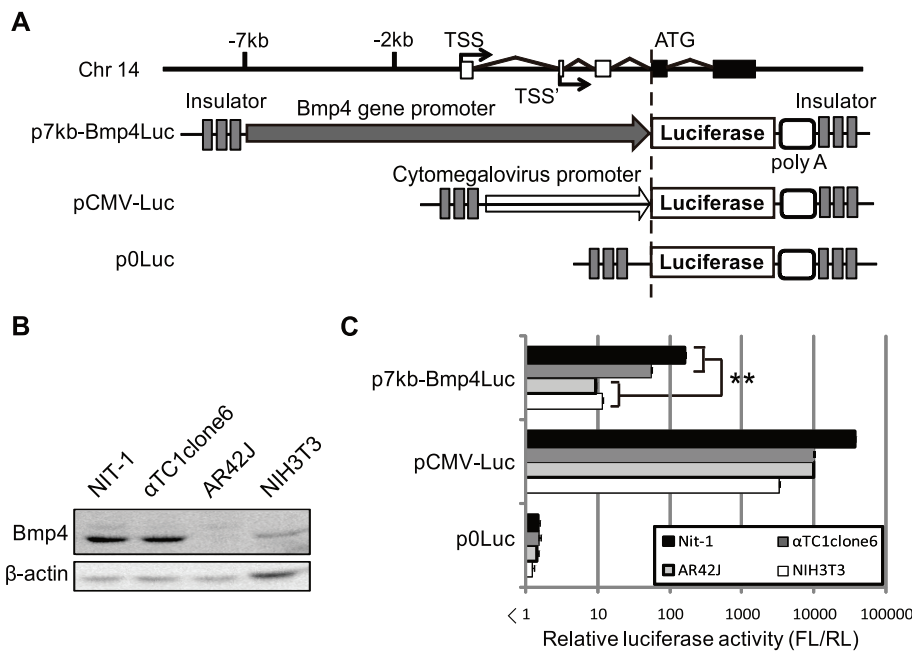 A
-7kb -2kb TSS ATG
Chr 14
TSS'
Insulator Bmp4 gene promoter Insulator
p7kb-Bmp4Luc Luciferase
poly A
Cytomegalovirus promoter
pCMV-Luc Luciferase
p0Luc Luciferase
B
NIT-1 αTC1clone6 AR42J NIH3T3
Bmp4
β-actin
C
p7kb-Bmp4Luc
**
pCMV-Luc
p0Luc
Nit-1 αTC1clone6
AR42J NIH3T3
< 1 10 100 1000 10000 100000
Relative luciferase activity (FL/RL)